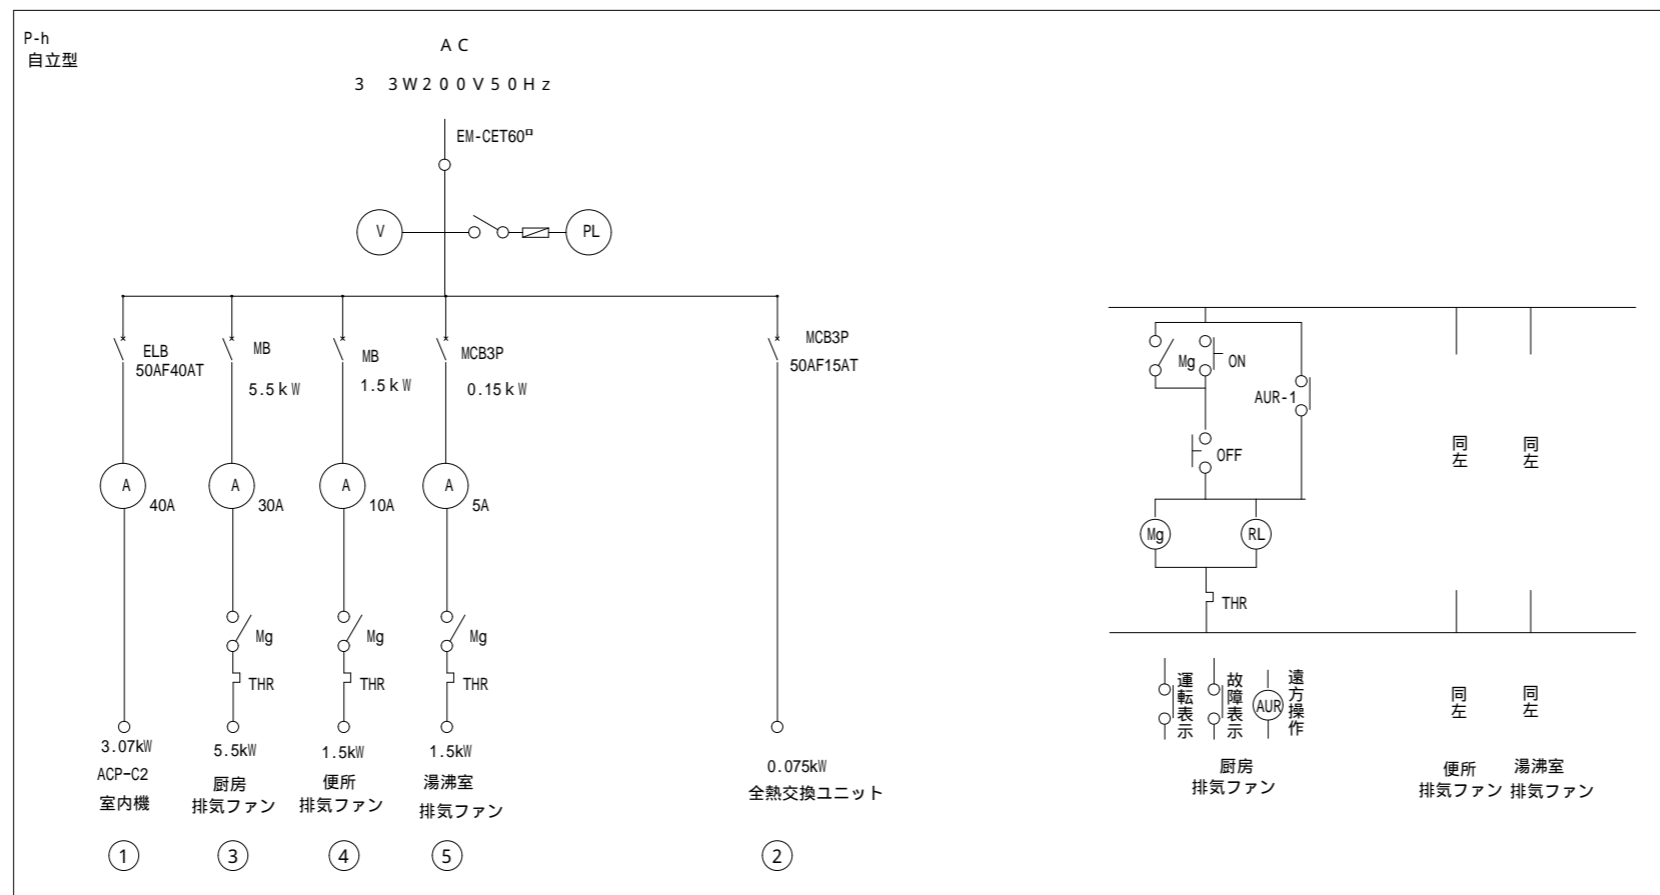 P-h
自立型
AC
3 3W200V50Hz
EM-CET60□
V
PL
ELB
50AF40AT
MB
5.5kW
MB
1.5kW
MCB3P
0.15kW
MCB3P
50AF15AT
A
40A
A
30A
A
10A
A
5A
Mg
THR
Mg
THR
Mg
THR
3.07kW
ACP-C2
室内機
①
5.5kW
厨房
排気ファン
③
1.5kW
便所
排気ファン
④
1.5kW
湯沸室
排気ファン
⑤
0.075kW
全熱交換ユニット
②
Mg
ON
AUR-1
OFF
Mg
RL
THR
同左
同左
運転表示
故障表示
AUR
遠方操作
厨房
排気ファン
同左
便所
排気ファン
同左
湯沸室
排気ファン